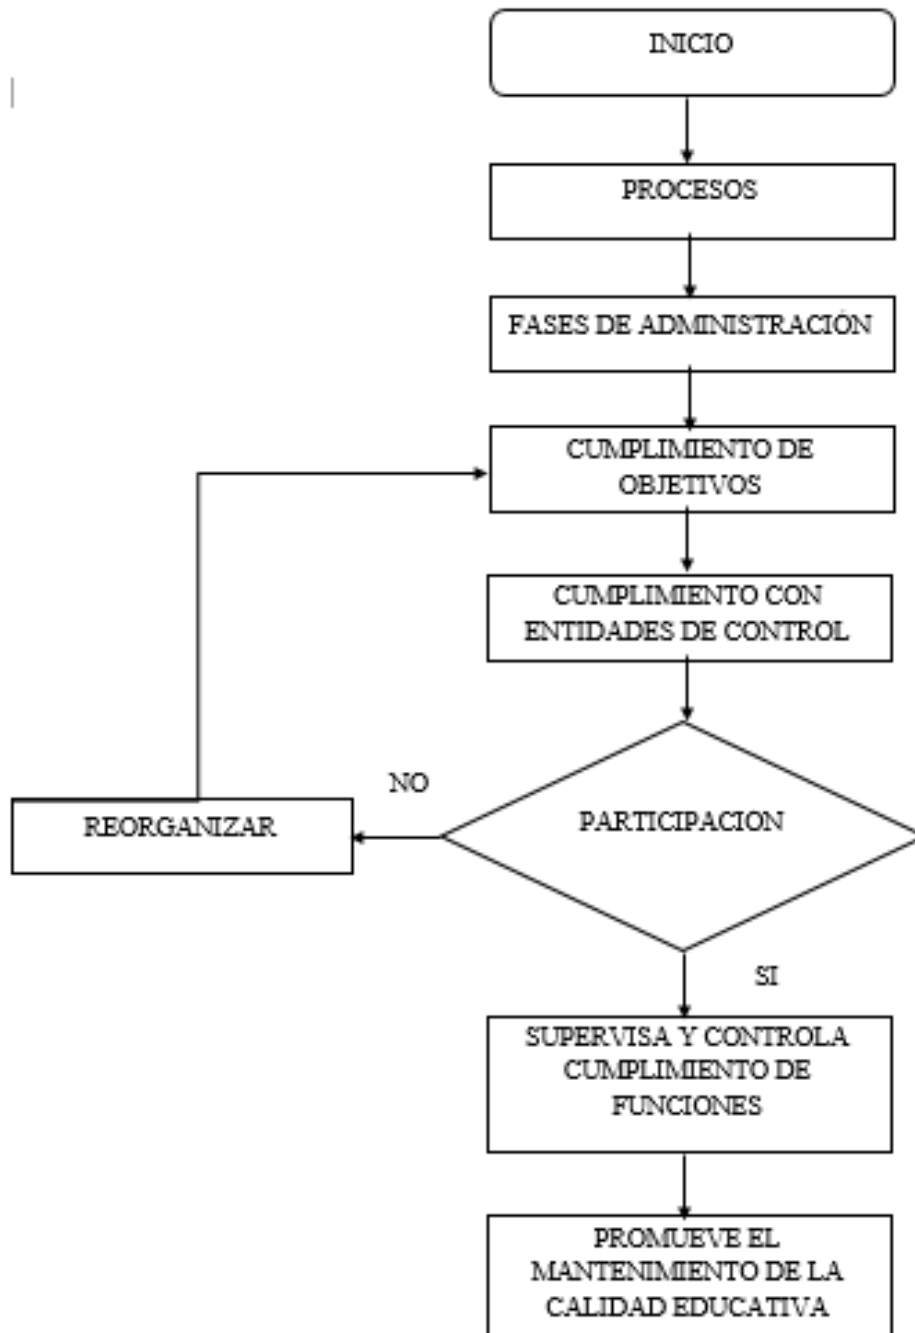 INICIO
PROCESOS
FASES DE ADMINISTRACIÓN
CUMPLIMIENTO DE
OBJETIVOS
CUMPLIMIENTO CON
ENTIDADES DE CONTROL
NO
PARTICIPACION
REORGANIZAR
SI
SUPERVISA Y CONTROLA
CUMPLIMIENTO DE
FUNCIONES
PROMUEVE EL
MANTENIMIENTO DE LA
CALIDAD EDUCATIVA